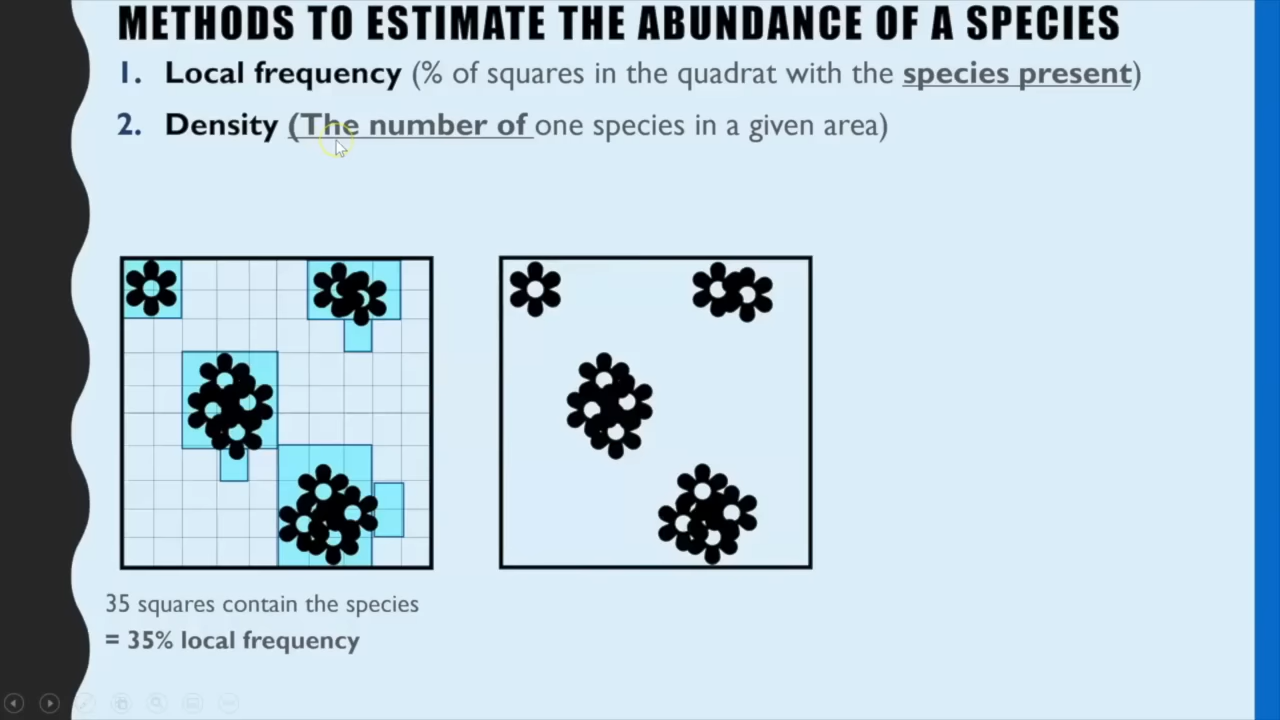 METHODS TO ESTIMATE THE ABUNDANCE OF A SPECIES
1. Local frequency (% of squares in the quadrat with the species present)
2. Density (The number of one species in a given area)
35 squares contain the species
= 35% local frequency